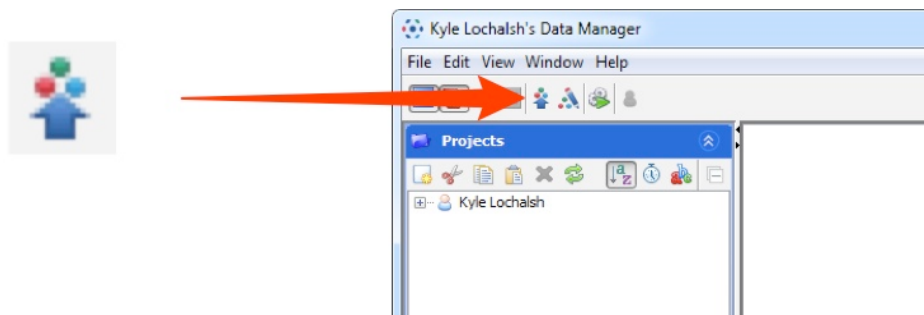 Kyle Lochalsh's Data Manager
File Edit View Window Help
Projects
a
z
Kyle Lochalsh